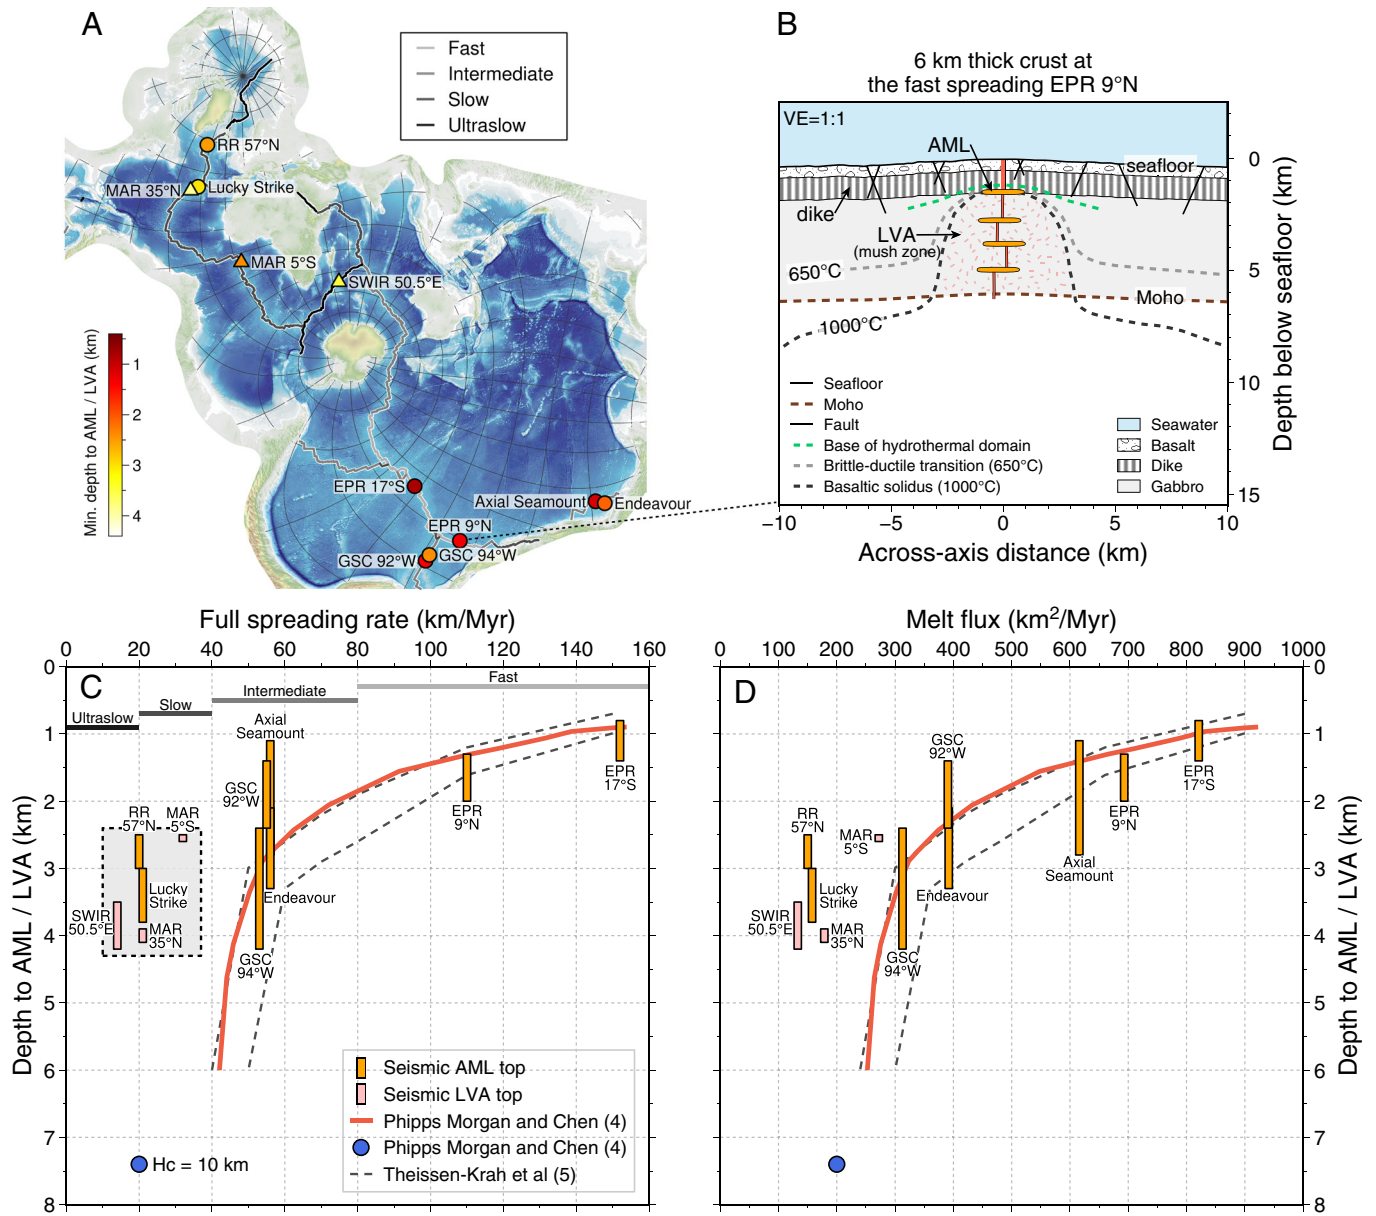 A
Fast
Intermediate
Slow
Ultraslow
RR 57°N
MAR 35°N
Lucky Strike
MAR 5°S
SWIR 50.5°E
EPR 17°S
Axial Seamount
Endeavour
EPR 9°N
GSC 92°W
GSC 94°W
Min. depth to AML / LVA (km)
1
2
3
4
B
6 km thick crust at
the fast spreading EPR 9°N
VE=1:1
AML
seafloor
dike
LVA
(mush zone)
650°C
Moho
1000°C
Seafloor
Moho
Fault
Base of hydrothermal domain
Brittle-ductile transition (650°C)
Basaltic solidus (1000°C)
Seawater
Basalt
Dike
Gabbro
0
5
10
15
Depth below seafloor (km)
−10
−5
0
5
10
Across-axis distance (km)
Full spreading rate (km/Myr)
0
20
40
60
80
100
120
140
160
C
Ultraslow
Slow
Intermediate
Fast
Axial
Seamount
GSC
92°W
RR
57°N
MAR
5°S
EPR
9°N
EPR
17°S
Lucky
Strike
SWIR
50.5°E
MAR
35°N
Endeavour
GSC
94°W
Hc = 10 km
Seismic AML top
Seismic LVA top
Phipps Morgan and Chen (4)
Phipps Morgan and Chen (4)
Theissen-Krah et al (5)
0
1
2
3
4
5
6
7
8
Depth to AML / LVA (km)
Melt flux (km²/Myr)
0
100
200
300
400
500
600
700
800
900
1000
D
GSC
92°W
RR
57°N
MAR
5°S
EPR
9°N
EPR
17°S
Axial
Seamount
Lucky
Strike
Endeavour
SWIR
50.5°E
MAR
35°N
GSC
94°W
0
1
2
3
4
5
6
7
8
Depth to AML / LVA (km)